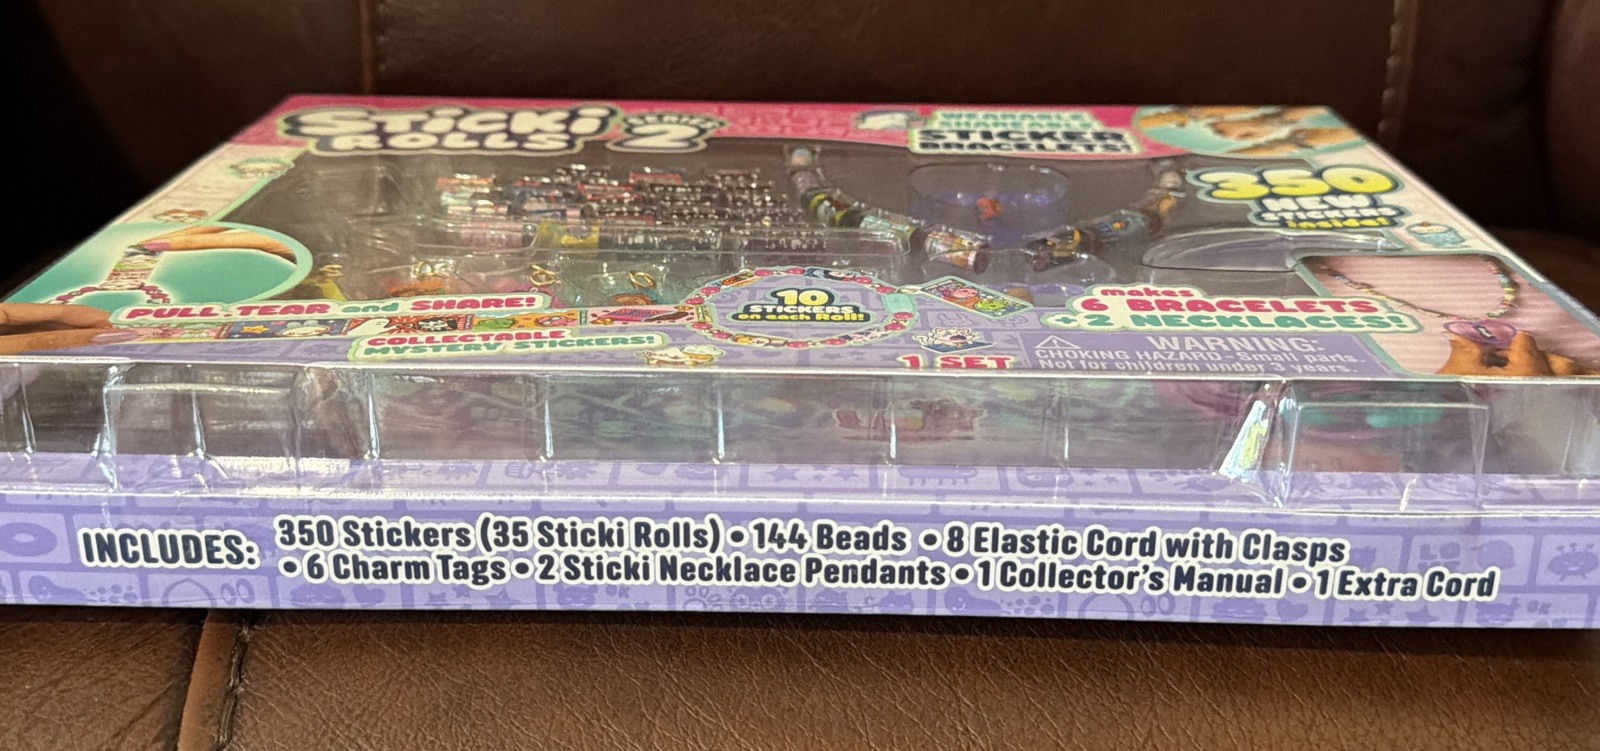 STICKI
ROLLS
SERIES
2
WEARABLE
SHAREABLE
STICKER
BRACELETS!
350
NEW
STICKERS
inside!
PULL, TEAR and SHARE!
COLLECTABLE
MYSTERY STICKERS!
10
STICKERS
on each Roll!
makes
6 BRACELETS
+ 2 NECKLACES!
1 SET
WARNING:
CHOKING HAZARD - Small parts.
Not for children under 3 years.
INCLUDES: 350 Stickers (35 Sticki Rolls) • 144 Beads • 8 Elastic Cord with Clasps
• 6 Charm Tags • 2 Sticki Necklace Pendants • 1 Collector's Manual • 1 Extra Cord